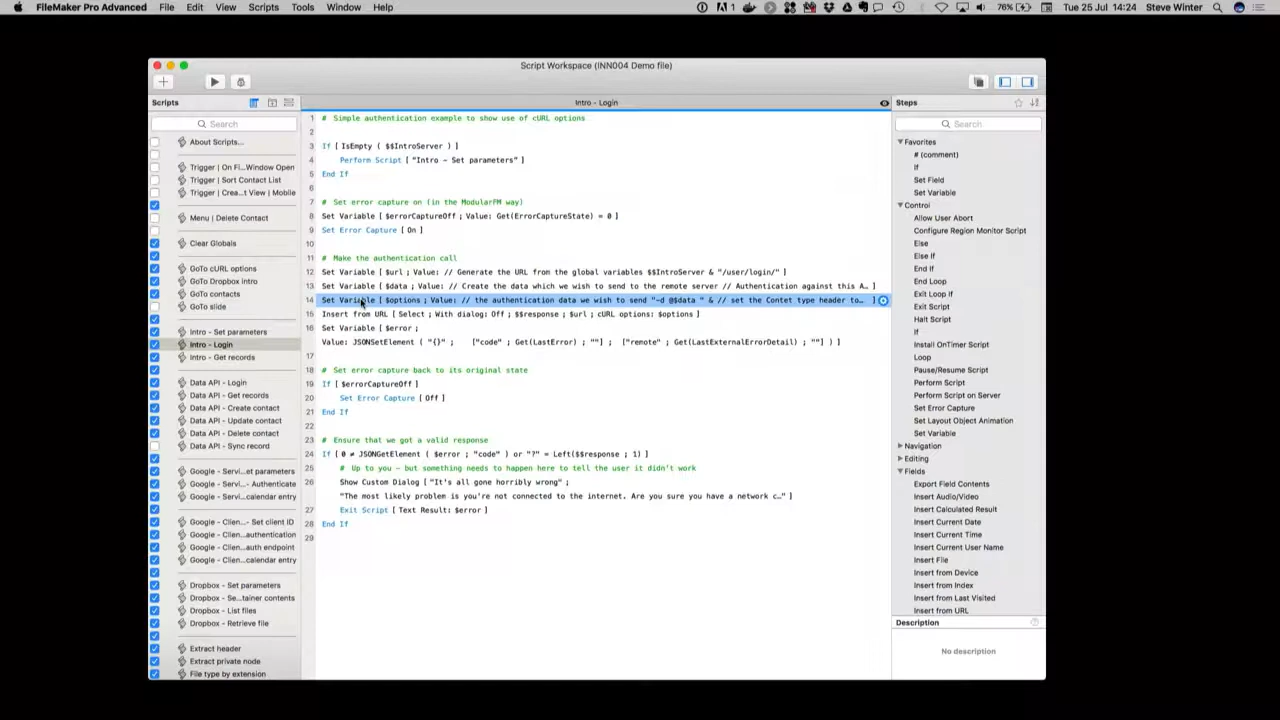 FileMaker Pro Advanced File Edit View Scripts Tools Window Help
1 76% Tue 25 Jul 14:24 Steve Winter
Script Workspace (INN004 Demo file)
Scripts
Search
About Scripts...
Trigger | On Fi...Window Open
Trigger | Sort Contact List
Trigger | Crea...t View | Mobile
Menu | Delete Contact
Clear Globals
GoTo cURL options
GoTo Dropbox Intro
GoTo contacts
GoTo slide
Intro - Set parameters
Intro - Login
Intro - Get records
Data API - Login
Data API - Get records
Data API - Create contact
Data API - Update contact
Data API - Delete contact
Data API - Sync record
Google - Servi...et parameters
Google - Servi...- Authenticate
Google - Servi...calendar entry
Google - Clien...- Set client ID
Google - Clien...authentication
Google - Clien...auth endpoint
Google - Clien...calendar entry
Dropbox - Set parameters
Dropbox - Se...tainer contents
Dropbox - List files
Dropbox - Retrieve file
Extract header
Extract private node
File type by extension
Intro - Login
1 # Simple authentication example to show use of cURL options
2
3 If [ IsEmpty ( $$IntroServer ) ]
4 Perform Script [ "Intro - Set parameters" ]
5 End If
6
7 # Set error capture on (in the ModularFM way)
8 Set Variable [ $errorCaptureOff ; Value: Get(ErrorCaptureState) = 0 ]
9 Set Error Capture [ On ]
10
11 # Make the authentication call
12 Set Variable [ $url ; Value: // Generate the URL from the global variables $$IntroServer & "/user/login/" ]
13 Set Variable [ $data ; Value: // Create the data which we wish to send to the remote server // Authentication against this A… ]
14 Set Variable [ $options ; Value: // the authentication data we wish to send "-d @$data " & // set the Contet type header to… ]
15 Insert from URL [ Select ; With dialog: Off ; $$response ; $url ; cURL options: $options ]
16 Set Variable [ $error ;
Value: JSONSetElement ( "{}" ; ["code" ; Get(LastError) ; ""] ; ["remote" ; Get(LastExternalErrorDetail) ; ""] ) ]
17
18 # Set error capture back to its original state
19 If [ $errorCaptureOff ]
20 Set Error Capture [ Off ]
21 End If
22
23 # Ensure that we got a valid response
24 If [ 0 ≠ JSONGetElement ( $error ; "code" ) or "?" = Left($$response ; 1) ]
25 # Up to you – but something needs to happen here to tell the user it didn't work
26 Show Custom Dialog [ "It's all gone horribly wrong" ;
"The most likely problem is you're not connected to the internet. Are you sure you have a network c…" ]
27 Exit Script [ Text Result: $error ]
28 End If
29
Steps
Search
Favorites
# (comment)
If
Set Field
Set Variable
Control
Allow User Abort
Configure Region Monitor Script
Else
Else If
End If
End Loop
Exit Loop If
Exit Script
Halt Script
If
Install OnTimer Script
Loop
Pause/Resume Script
Perform Script
Perform Script on Server
Set Error Capture
Set Layout Object Animation
Set Variable
Navigation
Editing
Fields
Export Field Contents
Insert Audio/Video
Insert Calculated Result
Insert Current Date
Insert Current Time
Insert Current User Name
Insert File
Insert from Device
Insert from Index
Insert from Last Visited
Insert from URL
Description
No description